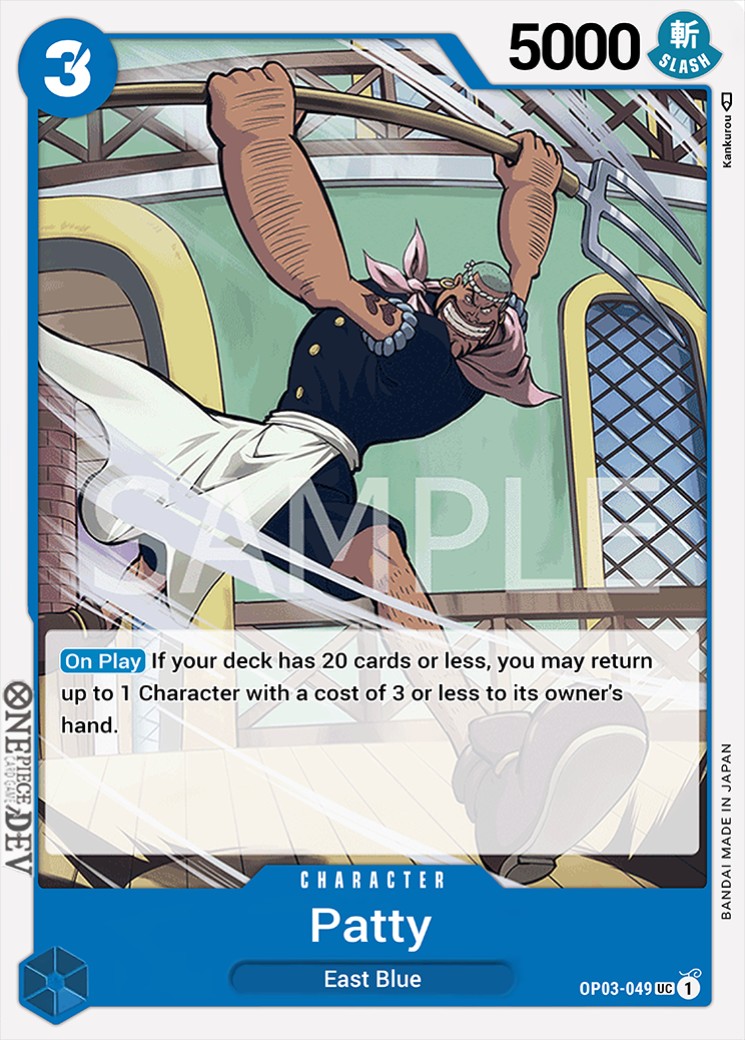 3
5000
斬
SLASH
Kankurou
SAMPLE
On Play If your deck has 20 cards or less, you may return
up to 1 Character with a cost of 3 or less to its owner's
hand.
ONE PIECE
CARD GAME
DEV
BANDAI MADE IN JAPAN
CHARACTER
Patty
East Blue
OP03-049 UC 1